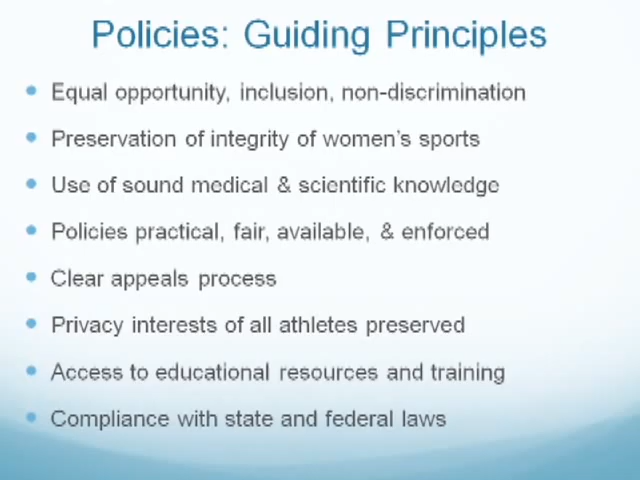 Policies: Guiding Principles
• Equal opportunity, inclusion, non-discrimination
• Preservation of integrity of women’s sports
• Use of sound medical & scientific knowledge
• Policies practical, fair, available, & enforced
• Clear appeals process
• Privacy interests of all athletes preserved
• Access to educational resources and training
• Compliance with state and federal laws